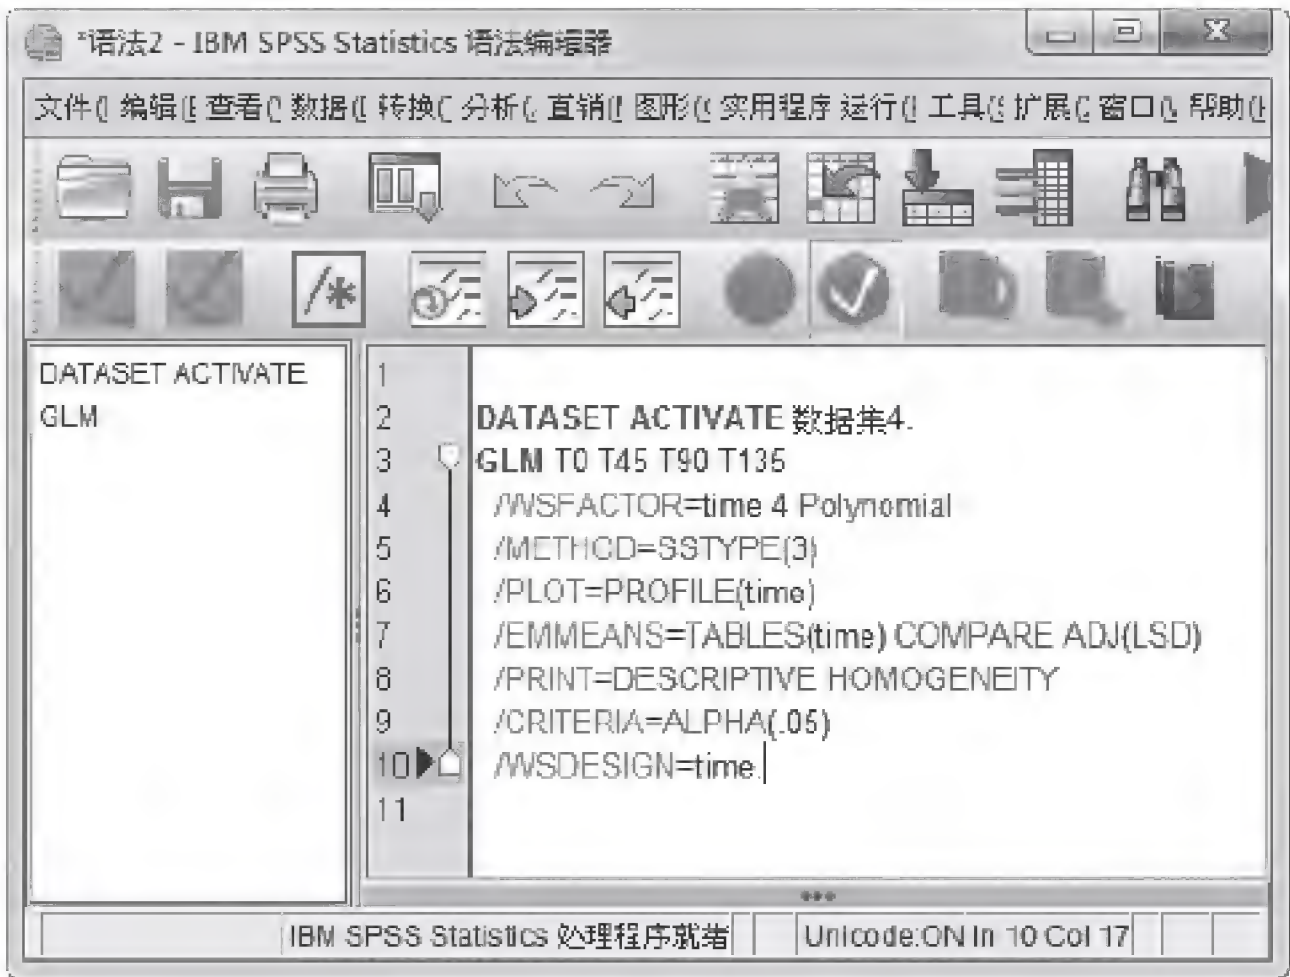 *语法2 - IBM SPSS Statistics 语法编辑器
文件( 编辑(E 查看( 数据( 转换( 分析( 直销( 图形( 实用程序 运行( 工具( 扩展( 窗口( 帮助(H
DATASET ACTIVATE
GLM
1
2 DATASET ACTIVATE 数据集4.
3 GLM T0 T45 T90 T135
4 /WSFACTOR=time 4 Polynomial
5 /METHOD=SSTYPE(3)
6 /PLOT=PROFILE(time)
7 /EMMEANS=TABLES(time) COMPARE ADJ(LSD)
8 /PRINT=DESCRIPTIVE HOMOGENEITY
9 /CRITERIA=ALPHA(.05)
10 /WSDESIGN=time.
11
IBM SPSS Statistics 处理程序就绪 Unicode:ON In 10 Col 17